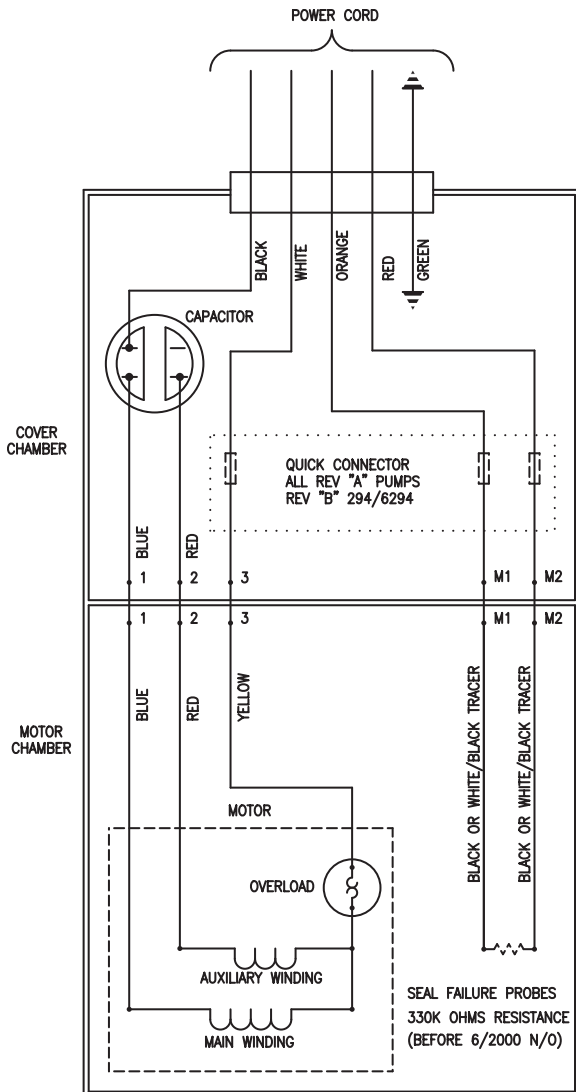 POWER CORD
BLACK
WHITE
ORANGE
RED
GREEN
CAPACITOR
COVER
CHAMBER
QUICK CONNECTOR
ALL REV "A" PUMPS
REV "B" 294/6294
BLUE
RED
1
2
3
M1
M2
1
2
3
M1
M2
BLUE
RED
YELLOW
BLACK OR WHITE/BLACK TRACER
BLACK OR WHITE/BLACK TRACER
MOTOR
CHAMBER
MOTOR
OVERLOAD
AUXILIARY WINDING
MAIN WINDING
SEAL FAILURE PROBES
330K OHMS RESISTANCE
(BEFORE 6/2000 N/O)